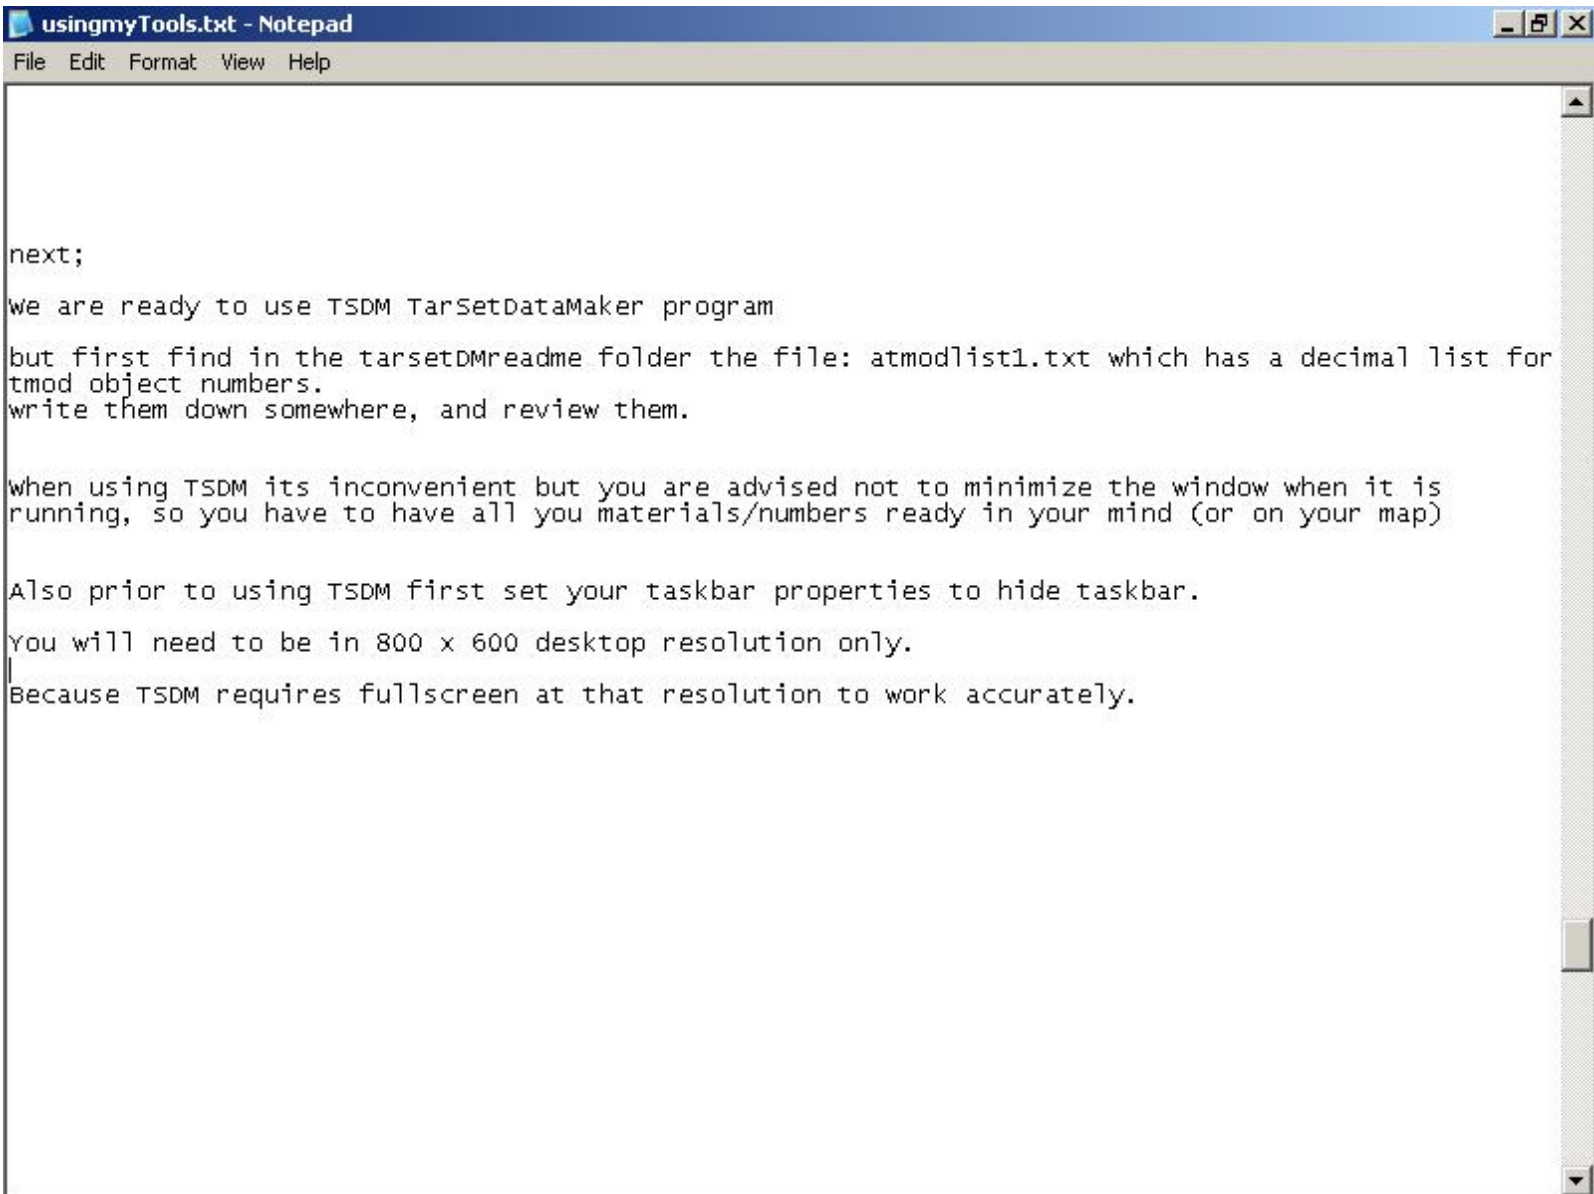 usingmyTools.txt - Notepad
File Edit Format View Help
next;
We are ready to use TSDM TarSetDataMaker program
but first find in the tarsetDMreadme folder the file: atmodlist1.txt which has a decimal list for
tmod object numbers.
write them down somewhere, and review them.
When using TSDM its inconvenient but you are advised not to minimize the window when it is
running, so you have to have all you materials/numbers ready in your mind (or on your map)
Also prior to using TSDM first set your taskbar properties to hide taskbar.
You will need to be in 800 x 600 desktop resolution only.
Because TSDM requires fullscreen at that resolution to work accurately.